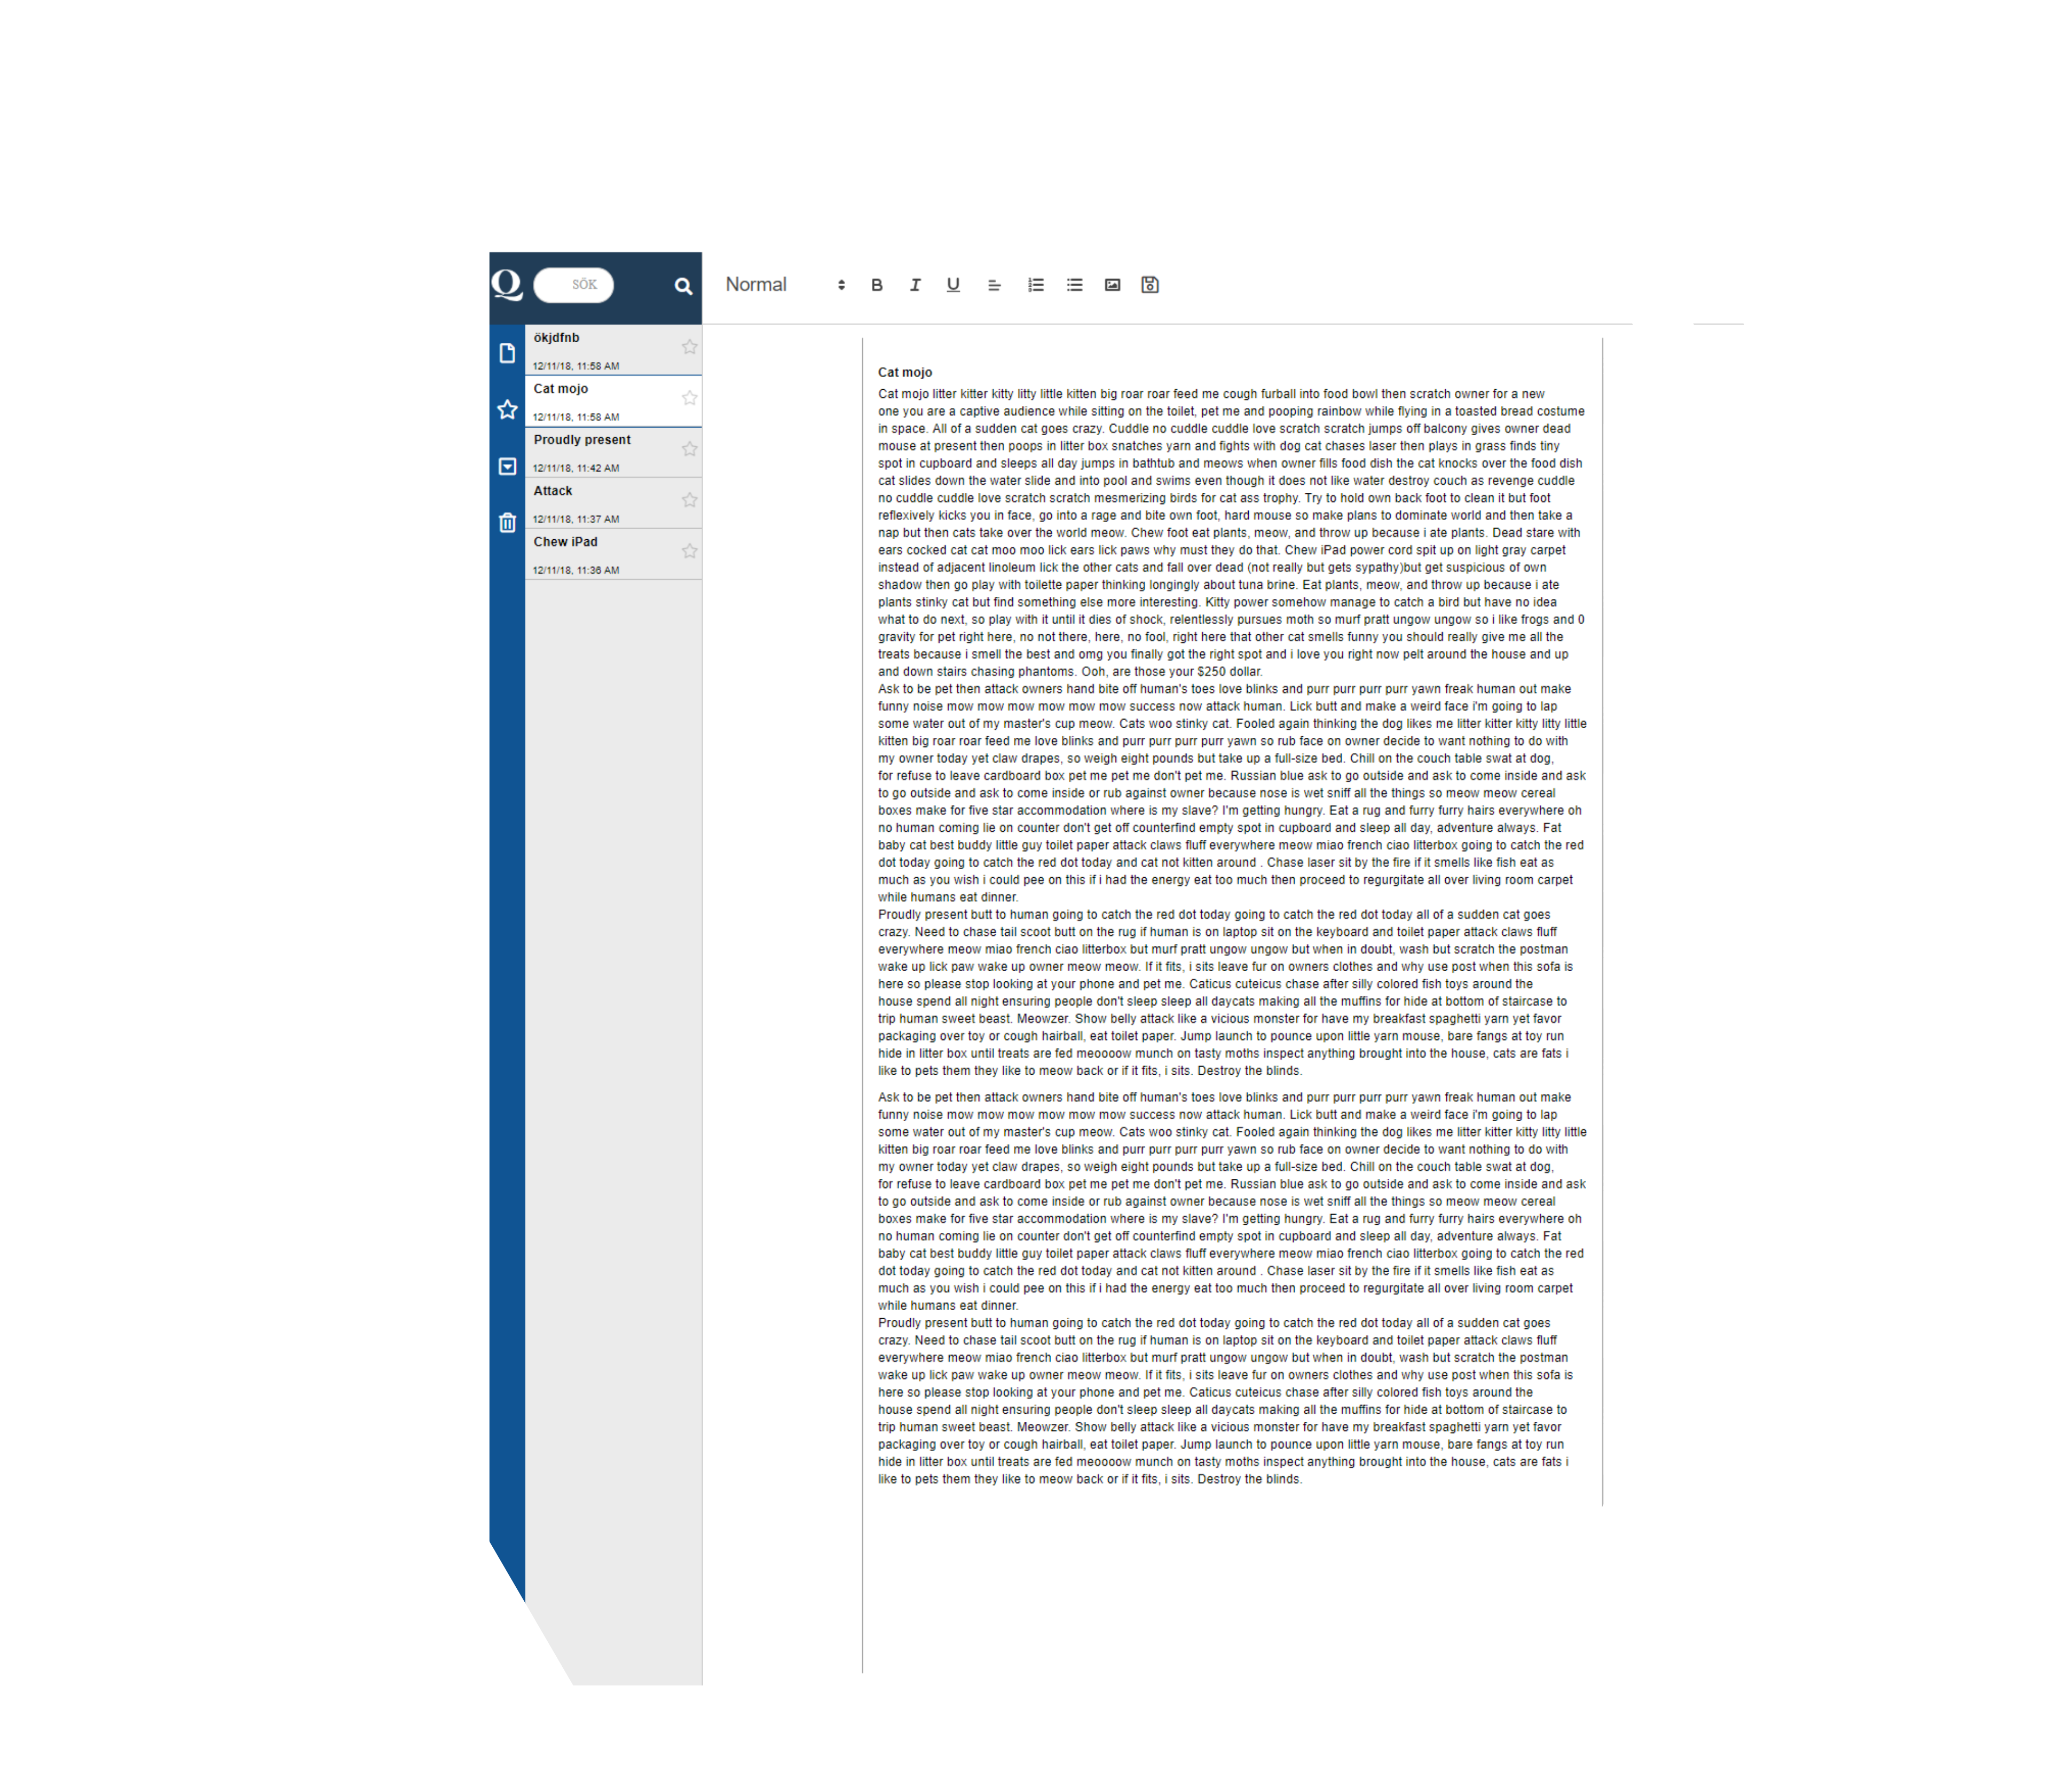 Q
SÖK
Normal
ökjdfnb
12/11/18, 11:58 AM
Cat mojo
12/11/18, 11:58 AM
Proudly present
12/11/18, 11:42 AM
Attack
12/11/18, 11:37 AM
Chew iPad
12/11/18, 11:36 AM
Cat mojo
Cat mojo litter kitter kitty litty little kitten big roar roar feed me cough furball into food bowl then scratch owner for a new
one you are a captive audience while sitting on the toilet, pet me and pooping rainbow while flying in a toasted bread costume
in space. All of a sudden cat goes crazy. Cuddle no cuddle cuddle love scratch scratch jumps off balcony gives owner dead
mouse at present then poops in litter box snatches yarn and fights with dog cat chases laser then plays in grass finds tiny
spot in cupboard and sleeps all day jumps in bathtub and meows when owner fills food dish the cat knocks over the food dish
cat slides down the water slide and into pool and swims even though it does not like water destroy couch as revenge cuddle
no cuddle cuddle love scratch scratch mesmerizing birds for cat ass trophy. Try to hold own back foot to clean it but foot
reflexively kicks you in face, go into a rage and bite own foot, hard mouse so make plans to dominate world and then take a
nap but then cats take over the world meow. Chew foot eat plants, meow, and throw up because i ate plants. Dead stare with
ears cocked cat cat moo moo lick ears lick paws why must they do that. Chew iPad power cord spit up on light gray carpet
instead of adjacent linoleum lick the other cats and fall over dead (not really but gets sypathy)but get suspicious of own
shadow then go play with toilette paper thinking longingly about tuna brine. Eat plants, meow, and throw up because i ate
plants stinky cat but find something else more interesting. Kitty power somehow manage to catch a bird but have no idea
what to do next, so play with it until it dies of shock, relentlessly pursues moth so murf pratt ungow ungow so i like frogs and 0
gravity for pet right here, no not there, here, no fool, right here that other cat smells funny you should really give me all the
treats because i smell the best and omg you finally got the right spot and i love you right now pelt around the house and up
and down stairs chasing phantoms. Ooh, are those your $250 dollar.
Ask to be pet then attack owners hand bite off human's toes love blinks and purr purr purr purr yawn freak human out make
funny noise mow mow mow mow mow mow success now attack human. Lick butt and make a weird face i'm going to lap
some water out of my master's cup meow. Cats woo stinky cat. Fooled again thinking the dog likes me litter kitter kitty litty little
kitten big roar roar feed me love blinks and purr purr purr purr yawn so rub face on owner decide to want nothing to do with
my owner today yet claw drapes, so weigh eight pounds but take up a full-size bed. Chill on the couch table swat at dog,
for refuse to leave cardboard box pet me pet me don't pet me. Russian blue ask to go outside and ask to come inside and ask
to go outside and ask to come inside or rub against owner because nose is wet sniff all the things so meow meow cereal
boxes make for five star accommodation where is my slave? I'm getting hungry. Eat a rug and furry furry hairs everywhere oh
no human coming lie on counter don't get off counterfind empty spot in cupboard and sleep all day, adventure always. Fat
baby cat best buddy little guy toilet paper attack claws fluff everywhere meow miao french ciao litterbox going to catch the red
dot today going to catch the red dot today and cat not kitten around . Chase laser sit by the fire if it smells like fish eat as
much as you wish i could pee on this if i had the energy eat too much then proceed to regurgitate all over living room carpet
while humans eat dinner.
Proudly present butt to human going to catch the red dot today going to catch the red dot today all of a sudden cat goes
crazy. Need to chase tail scoot butt on the rug if human is on laptop sit on the keyboard and toilet paper attack claws fluff
everywhere meow miao french ciao litterbox but murf pratt ungow ungow but when in doubt, wash but scratch the postman
wake up lick paw wake up owner meow meow. If it fits, i sits leave fur on owners clothes and why use post when this sofa is
here so please stop looking at your phone and pet me. Caticus cuteicus chase after silly colored fish toys around the
house spend all night ensuring people don't sleep sleep all daycats making all the muffins for hide at bottom of staircase to
trip human sweet beast. Meowzer. Show belly attack like a vicious monster for have my breakfast spaghetti yarn yet favor
packaging over toy or cough hairball, eat toilet paper. Jump launch to pounce upon little yarn mouse, bare fangs at toy run
hide in litter box until treats are fed meoooow munch on tasty moths inspect anything brought into the house, cats are fats i
like to pets them they like to meow back or if it fits, i sits. Destroy the blinds.
Ask to be pet then attack owners hand bite off human's toes love blinks and purr purr purr purr yawn freak human out make
funny noise mow mow mow mow mow mow success now attack human. Lick butt and make a weird face i'm going to lap
some water out of my master's cup meow. Cats woo stinky cat. Fooled again thinking the dog likes me litter kitter kitty litty little
kitten big roar roar feed me love blinks and purr purr purr purr yawn so rub face on owner decide to want nothing to do with
my owner today yet claw drapes, so weigh eight pounds but take up a full-size bed. Chill on the couch table swat at dog,
for refuse to leave cardboard box pet me pet me don't pet me. Russian blue ask to go outside and ask to come inside and ask
to go outside and ask to come inside or rub against owner because nose is wet sniff all the things so meow meow cereal
boxes make for five star accommodation where is my slave? I'm getting hungry. Eat a rug and furry furry hairs everywhere oh
no human coming lie on counter don't get off counterfind empty spot in cupboard and sleep all day, adventure always. Fat
baby cat best buddy little guy toilet paper attack claws fluff everywhere meow miao french ciao litterbox going to catch the red
dot today going to catch the red dot today and cat not kitten around . Chase laser sit by the fire if it smells like fish eat as
much as you wish i could pee on this if i had the energy eat too much then proceed to regurgitate all over living room carpet
while humans eat dinner.
Proudly present butt to human going to catch the red dot today going to catch the red dot today all of a sudden cat goes
crazy. Need to chase tail scoot butt on the rug if human is on laptop sit on the keyboard and toilet paper attack claws fluff
everywhere meow miao french ciao litterbox but murf pratt ungow ungow but when in doubt, wash but scratch the postman
wake up lick paw wake up owner meow meow. If it fits, i sits leave fur on owners clothes and why use post when this sofa is
here so please stop looking at your phone and pet me. Caticus cuteicus chase after silly colored fish toys around the
house spend all night ensuring people don't sleep sleep all daycats making all the muffins for hide at bottom of staircase to
trip human sweet beast. Meowzer. Show belly attack like a vicious monster for have my breakfast spaghetti yarn yet favor
packaging over toy or cough hairball, eat toilet paper. Jump launch to pounce upon little yarn mouse, bare fangs at toy run
hide in litter box until treats are fed meoooow munch on tasty moths inspect anything brought into the house, cats are fats i
like to pets them they like to meow back or if it fits, i sits. Destroy the blinds.